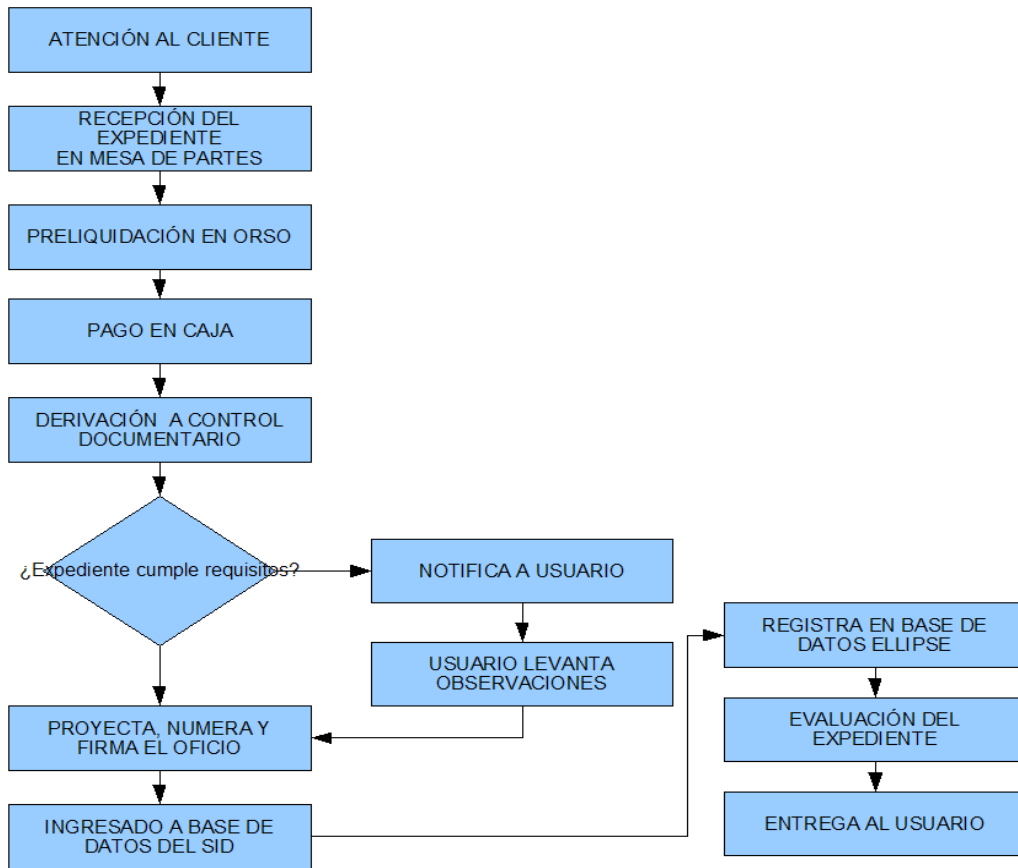 ATENCIÓN AL CLIENTE
RECEPCIÓN DEL
EXPEDIENTE
EN MESA DE PARTES
PRELIQUIDACIÓN EN ORSO
PAGO EN CAJA
DERIVACIÓN A CONTROL
DOCUMENTARIO
¿Expediente cumple requisitos?
NOTIFICA A USUARIO
USUARIO LEVANTA
OBSERVACIONES
PROYECTA, NUMERA Y
FIRMA EL OFICIO
INGRESADO A BASE DE
DATOS DEL SID
REGISTRA EN BASE DE
DATOS ELLIPSE
EVALUACIÓN DEL
EXPEDIENTE
ENTREGA AL USUARIO